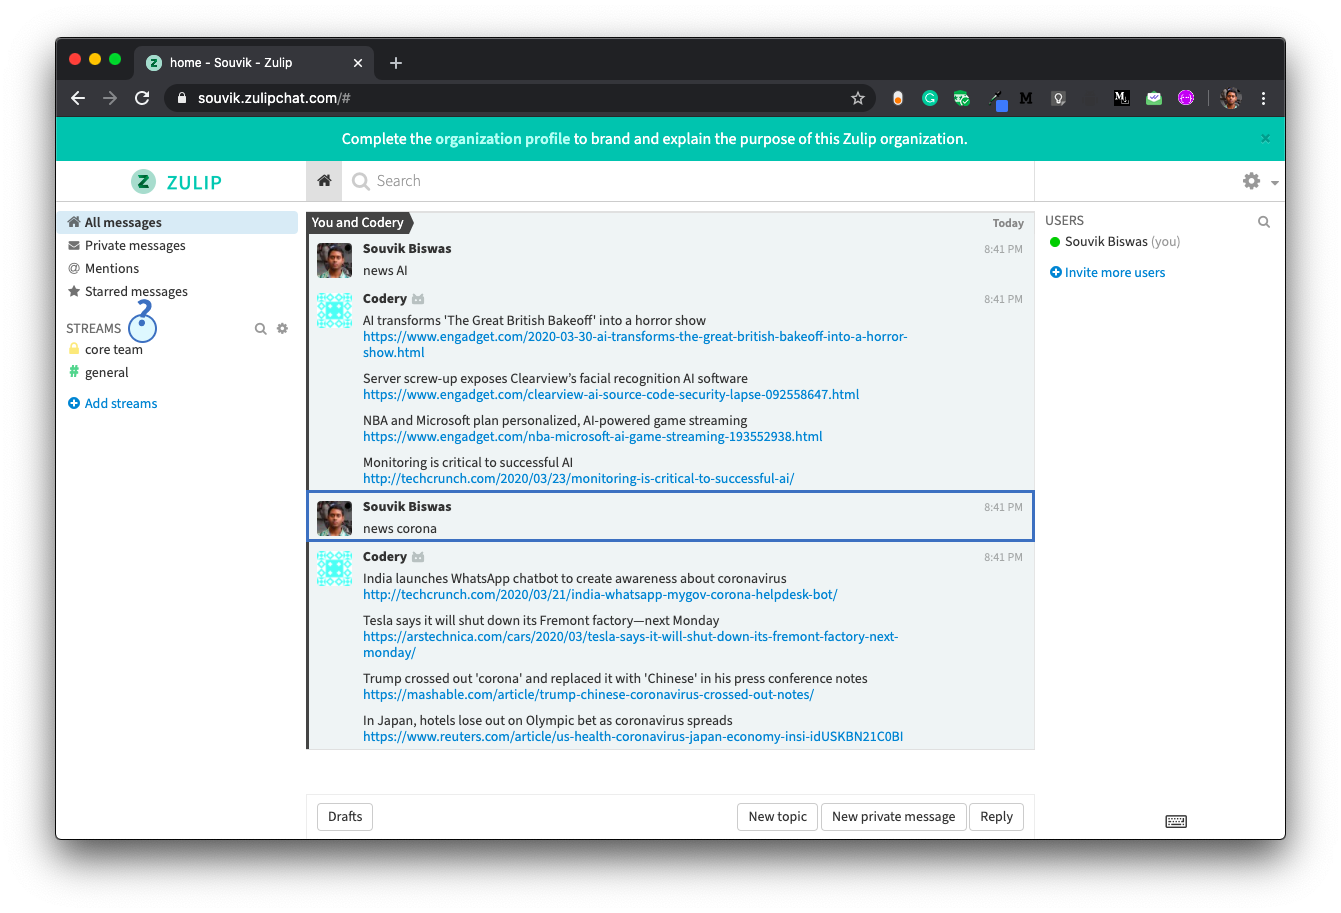 home - Souvik - Zulip
souvik.zulipchat.com/#
Complete the organization profile to brand and explain the purpose of this Zulip organization.
Z ZULIP
Search
All messages
Private messages
@ Mentions
Starred messages
?
STREAMS
core team
# general
Add streams
You and Codery
Today
Souvik Biswas
8:41 PM
news AI
Codery
8:41 PM
AI transforms 'The Great British Bakeoff' into a horror show
https://www.engadget.com/2020-03-30-ai-transforms-the-great-british-bakeoff-into-a-horror-
show.html
Server screw-up exposes Clearview’s facial recognition AI software
https://www.engadget.com/clearview-ai-source-code-security-lapse-092558647.html
NBA and Microsoft plan personalized, AI-powered game streaming
https://www.engadget.com/nba-microsoft-ai-game-streaming-193552938.html
Monitoring is critical to successful AI
http://techcrunch.com/2020/03/23/monitoring-is-critical-to-successful-ai/
Souvik Biswas
8:41 PM
news corona
Codery
8:41 PM
India launches WhatsApp chatbot to create awareness about coronavirus
http://techcrunch.com/2020/03/21/india-whatsapp-mygov-corona-helpdesk-bot/
Tesla says it will shut down its Fremont factory—next Monday
https://arstechnica.com/cars/2020/03/tesla-says-it-will-shut-down-its-fremont-factory-next-
monday/
Trump crossed out 'corona' and replaced it with 'Chinese' in his press conference notes
https://mashable.com/article/trump-chinese-coronavirus-crossed-out-notes/
In Japan, hotels lose out on Olympic bet as coronavirus spreads
https://www.reuters.com/article/us-health-coronavirus-japan-economy-insi-idUSKBN21C0BI
USERS
Souvik Biswas (you)
Invite more users
Drafts
New topic
New private message
Reply